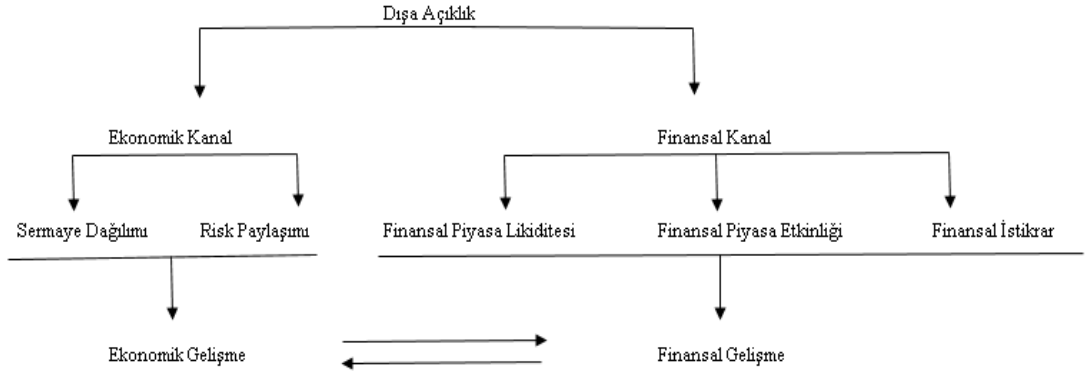 Dışa Açıklık
Ekonomik Kanal Finansal Kanal
Sermaye Dağılımı Risk Paylaşımı Finansal Piyasa Likiditesi Finansal Piyasa Etkinliği Finansal İstikrar
Ekonomik Gelişme Finansal Gelişme